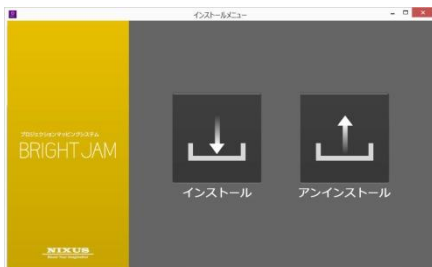 インストールメニュー
プロジェクションマッピングシステム
BRIGHT JAM
インストール
アンインストール
NIXUS